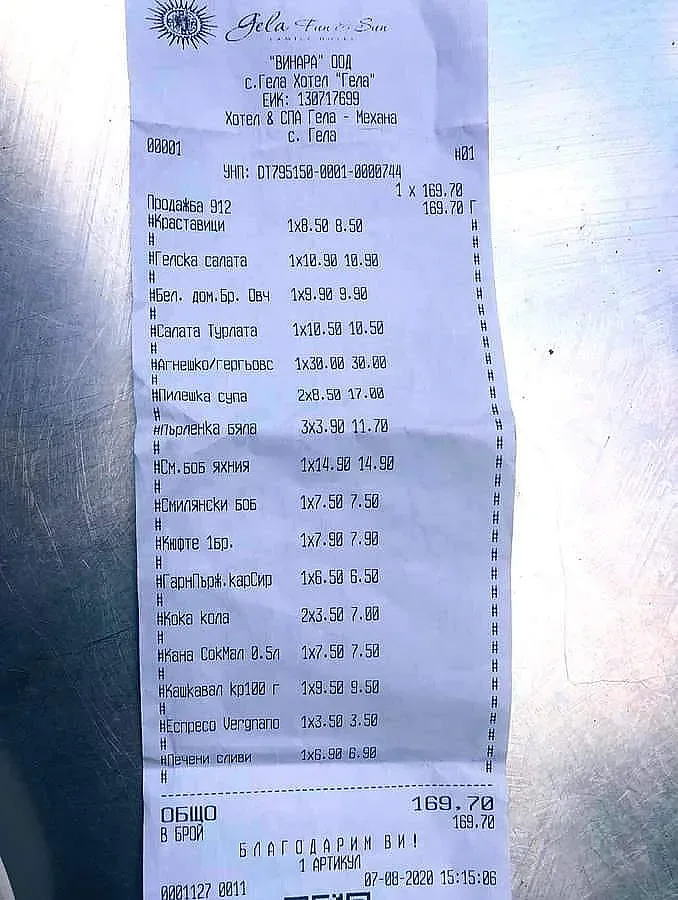 Gela Fun & Sun
FAMILY HOTEL
"ВИНАРА" ООД
с.Гела Хотел "Гела"
ЕИК: 130717699
Хотел & СПА Гела - Механа
с. Гела
00001 #01
УНП: DT795150-0001-0000744
1 x 169.70
Продажба 912 169.70 Г
#Краставици 1x8.50 8.50 #
# #
#Гелска салата 1x10.90 10.90 #
# #
#Бел. дом.Бр. Овч 1x9.90 9.90 #
# #
#Салата Турлата 1x10.50 10.50 #
# #
#Агнешко/гергьовс 1x30.00 30.00 #
# #
#Пилешка супа 2x8.50 17.00 #
# #
#Пърленка бяла 3x3.90 11.70 #
# #
#См.боб яхния 1x14.90 14.90 #
# #
#Смилянски боб 1x7.50 7.50 #
# #
#Кюфте 1бр. 1x7.90 7.90 #
# #
#ГарнПърж.карСир 1x6.50 6.50 #
# #
#Кока кола 2x3.50 7.00 #
# #
#Кана СокМал 0.5л 1x7.50 7.50 #
# #
#Кашкавал кр100 г 1x9.50 9.50 #
# #
#Еспресо Vergnano 1x3.50 3.50 #
# #
#Печени сливи 1x6.90 6.90 #
# #
ОБЩО 169.70
В БРОЙ 169.70
БЛАГОДАРИМ ВИ!
1 АРТИКУЛ
0001127 0011 07-08-2020 15:15:06